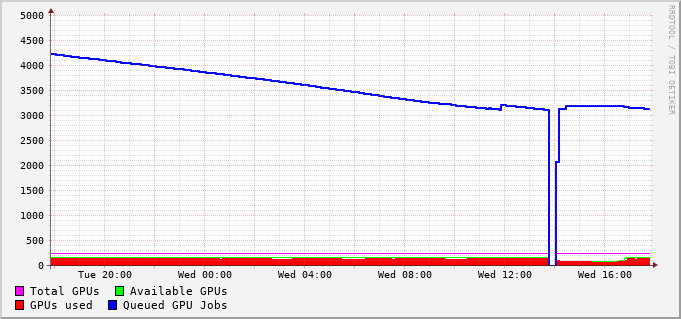 5000
4500
4000
3500
3000
2500
2000
1500
1000
500
0
Tue 20:00 Wed 00:00 Wed 04:00 Wed 08:00 Wed 12:00 Wed 16:00
Total GPUs Available GPUs
GPUs used Queued GPU Jobs
RRDTOOL / TOBI OETIKER